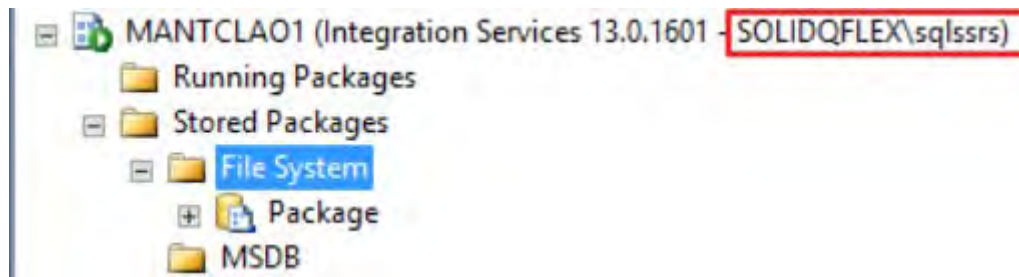 MANTCLAO1 (Integration Services 13.0.1601 - SOLIDQFLEX\sqlssrs)
Running Packages
Stored Packages
File System
Package
MSDB